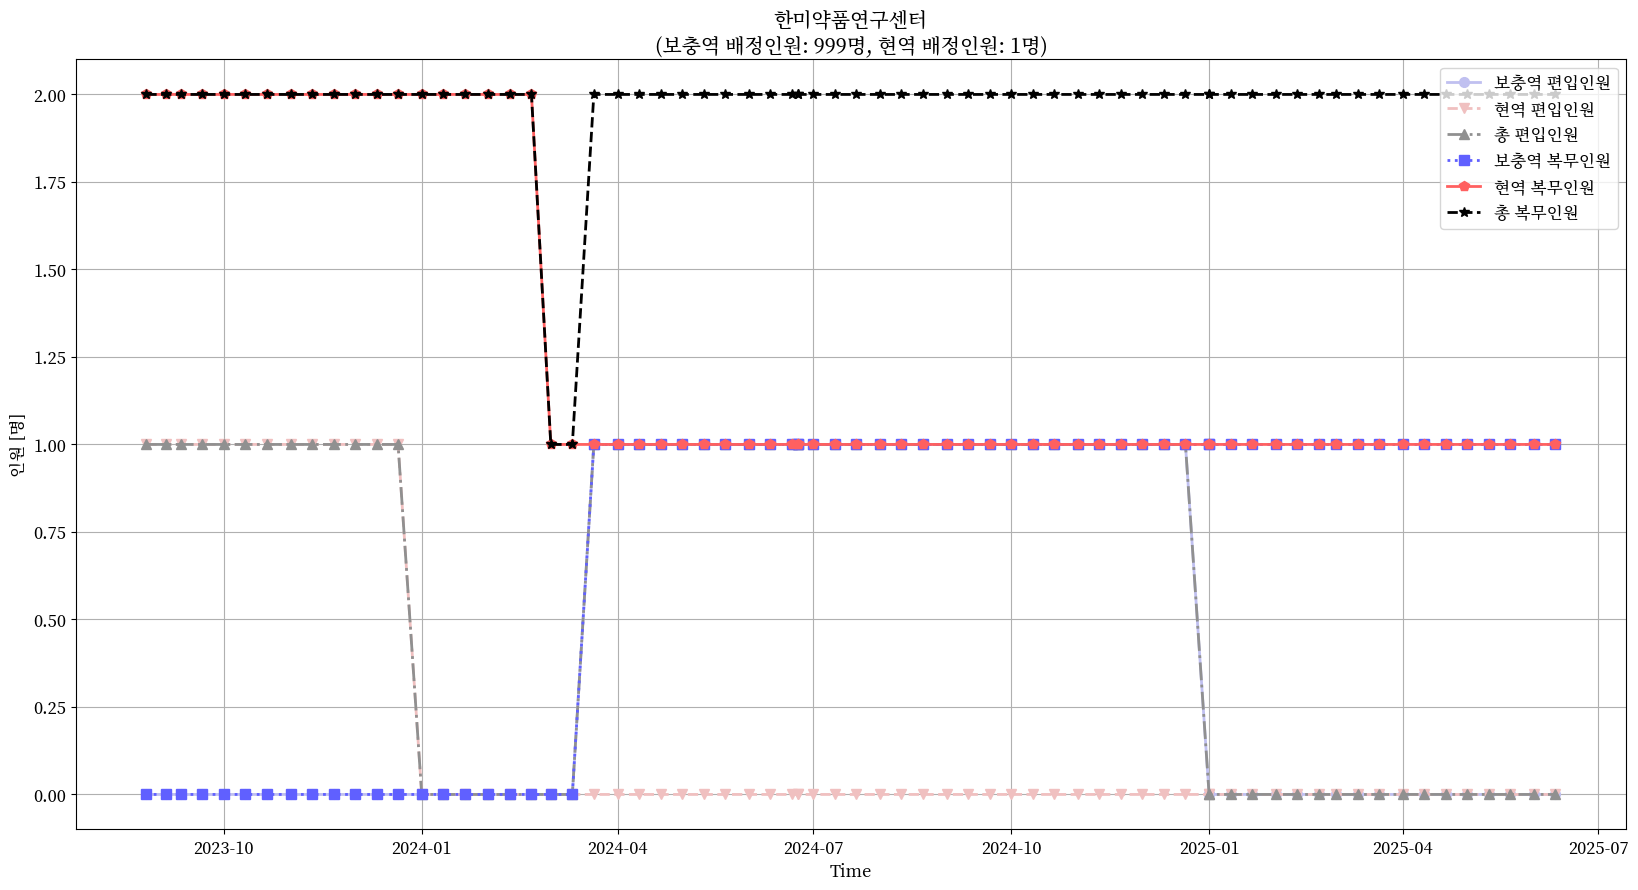 한미약품연구센터
(보충역 배정인원: 999명, 현역 배정인원: 1명)
보충역 편입인원
현역 편입인원
총 편입인원
보충역 복무인원
현역 복무인원
총 복무인원
인원 [명]
2.00
1.75
1.50
1.25
1.00
0.75
0.50
0.25
0.00
2023-10
2024-01
2024-04
2024-07
2024-10
2025-01
2025-04
2025-07
Time